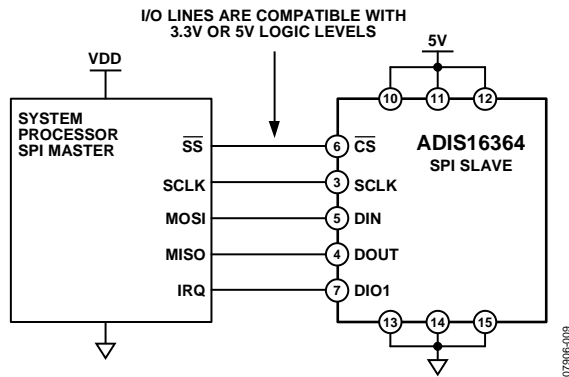 I/O LINES ARE COMPATIBLE WITH
3.3V OR 5V LOGIC LEVELS
VDD
5V
10 11 12
SYSTEM
PROCESSOR
SPI MASTER
ADIS16364
SPI SLAVE
SS 6 CS
SCLK 3 SCLK
MOSI 5 DIN
MISO 4 DOUT
IRQ 7 DIO1
13 14 15
07906-009